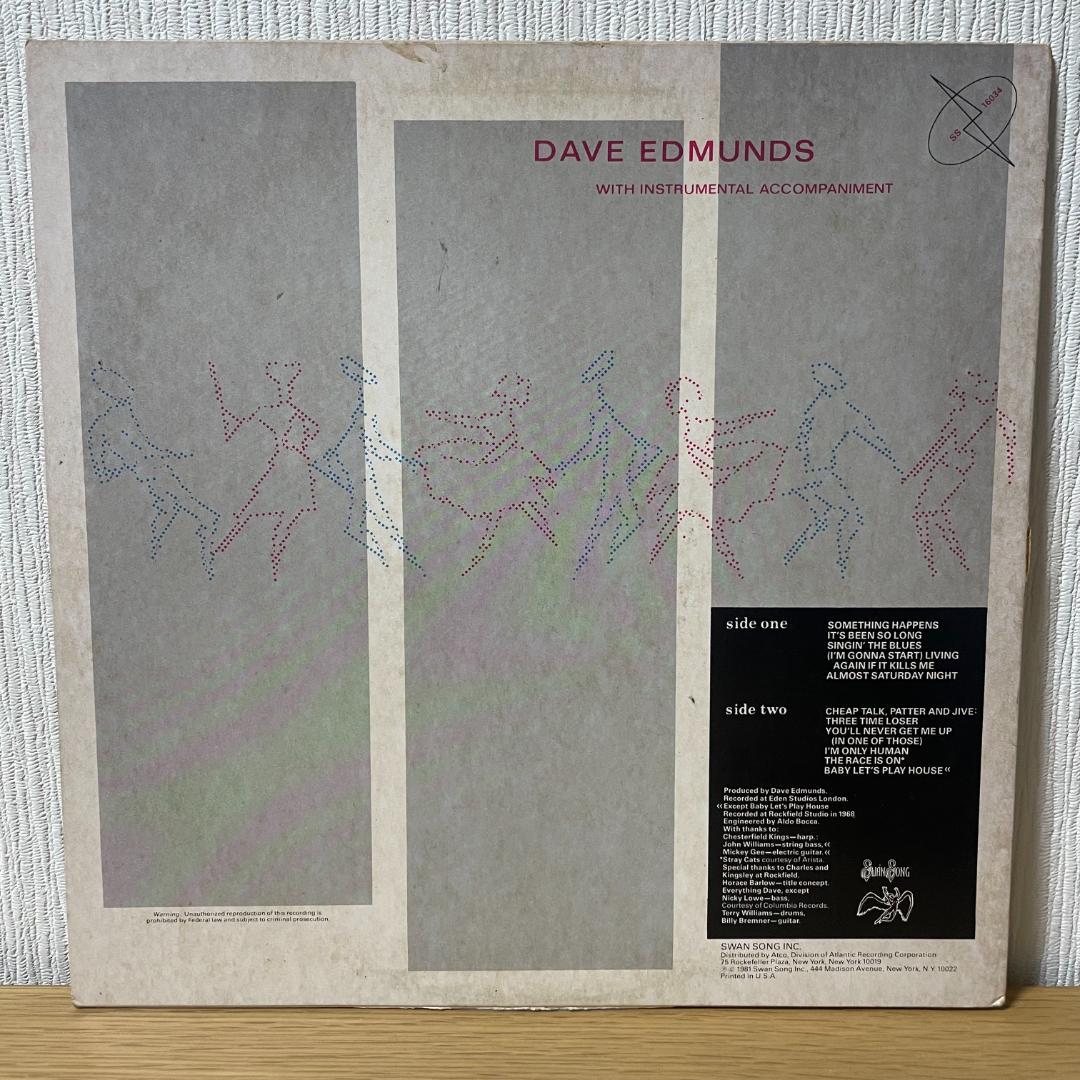 SS 16034
DAVE EDMUNDS
WITH INSTRUMENTAL ACCOMPANIMENT
side one
SOMETHING HAPPENS
IT'S BEEN SO LONG
SINGIN' THE BLUES
(I'M GONNA START) LIVING
AGAIN IF IT KILLS ME
ALMOST SATURDAY NIGHT
side two
CHEAP TALK, PATTER AND JIVE:
THREE TIME LOSER
YOU'LL NEVER GET ME UP
(IN ONE OF THOSE)
I'M ONLY HUMAN
THE RACE IS ON*
BABY LET'S PLAY HOUSE«
Produced by Dave Edmunds.
Recorded at Eden Studios London.
«Except Baby Let's Play House
Recorded at Rockfield Studio in 1968
Engineered by Aldo Bocca.
With thanks to:
Chesterfield Kings—harp.:
John Williams—string bass,«
Mickey Gee—electric guitar.«
*Stray Cats courtesy of Arista.
Special thanks to Charles and
Kingsley at Rockfield.
Horace Barlow—title concept.
Everything Dave, except
Nicky Lowe—bass,
Courtesy of Columbia Records.
Terry Williams—drums,
Billy Bremner—guitar.
Swan Song
Warning: Unauthorized reproduction of this recording is
prohibited by Federal law and subject to criminal prosecution.
SWAN SONG INC.
Distributed by Atco, Division of Atlantic Recording Corporation
75 Rockefeller Plaza, New York, New York 10019
℗ © 1981 Swan Song Inc., 444 Madison Avenue, New York, N.Y. 10022
Printed in U.S.A.